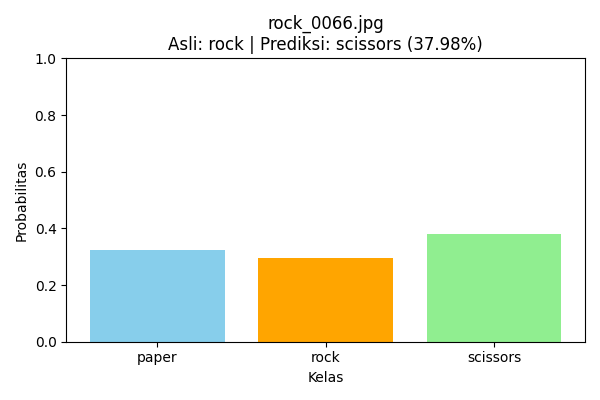 rock_0066.jpg
Asli: rock | Prediksi: scissors (37.98%)
1.0
0.8
0.6
0.4
0.2
0.0
Probabilitas
paper rock scissors
Kelas